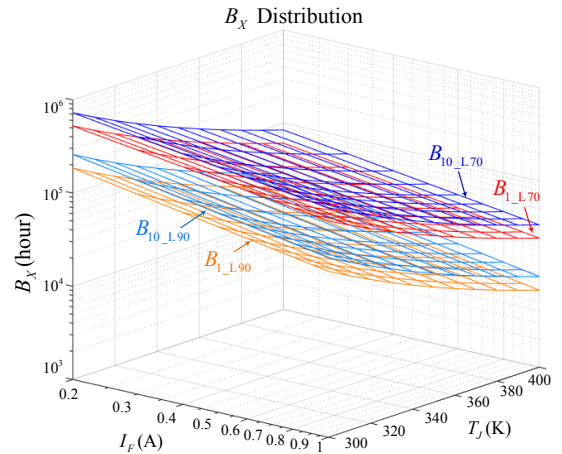 B_X Distribution
10^6
10^5
10^4
10^3
B_X (hour)
B_10_L70
B_1_L70
B_10_L90
B_1_L90
0.2
0.3
0.4
0.5
0.6
0.7
0.8
0.9
1
I_F (A)
300
320
340
360
380
400
T_J (K)